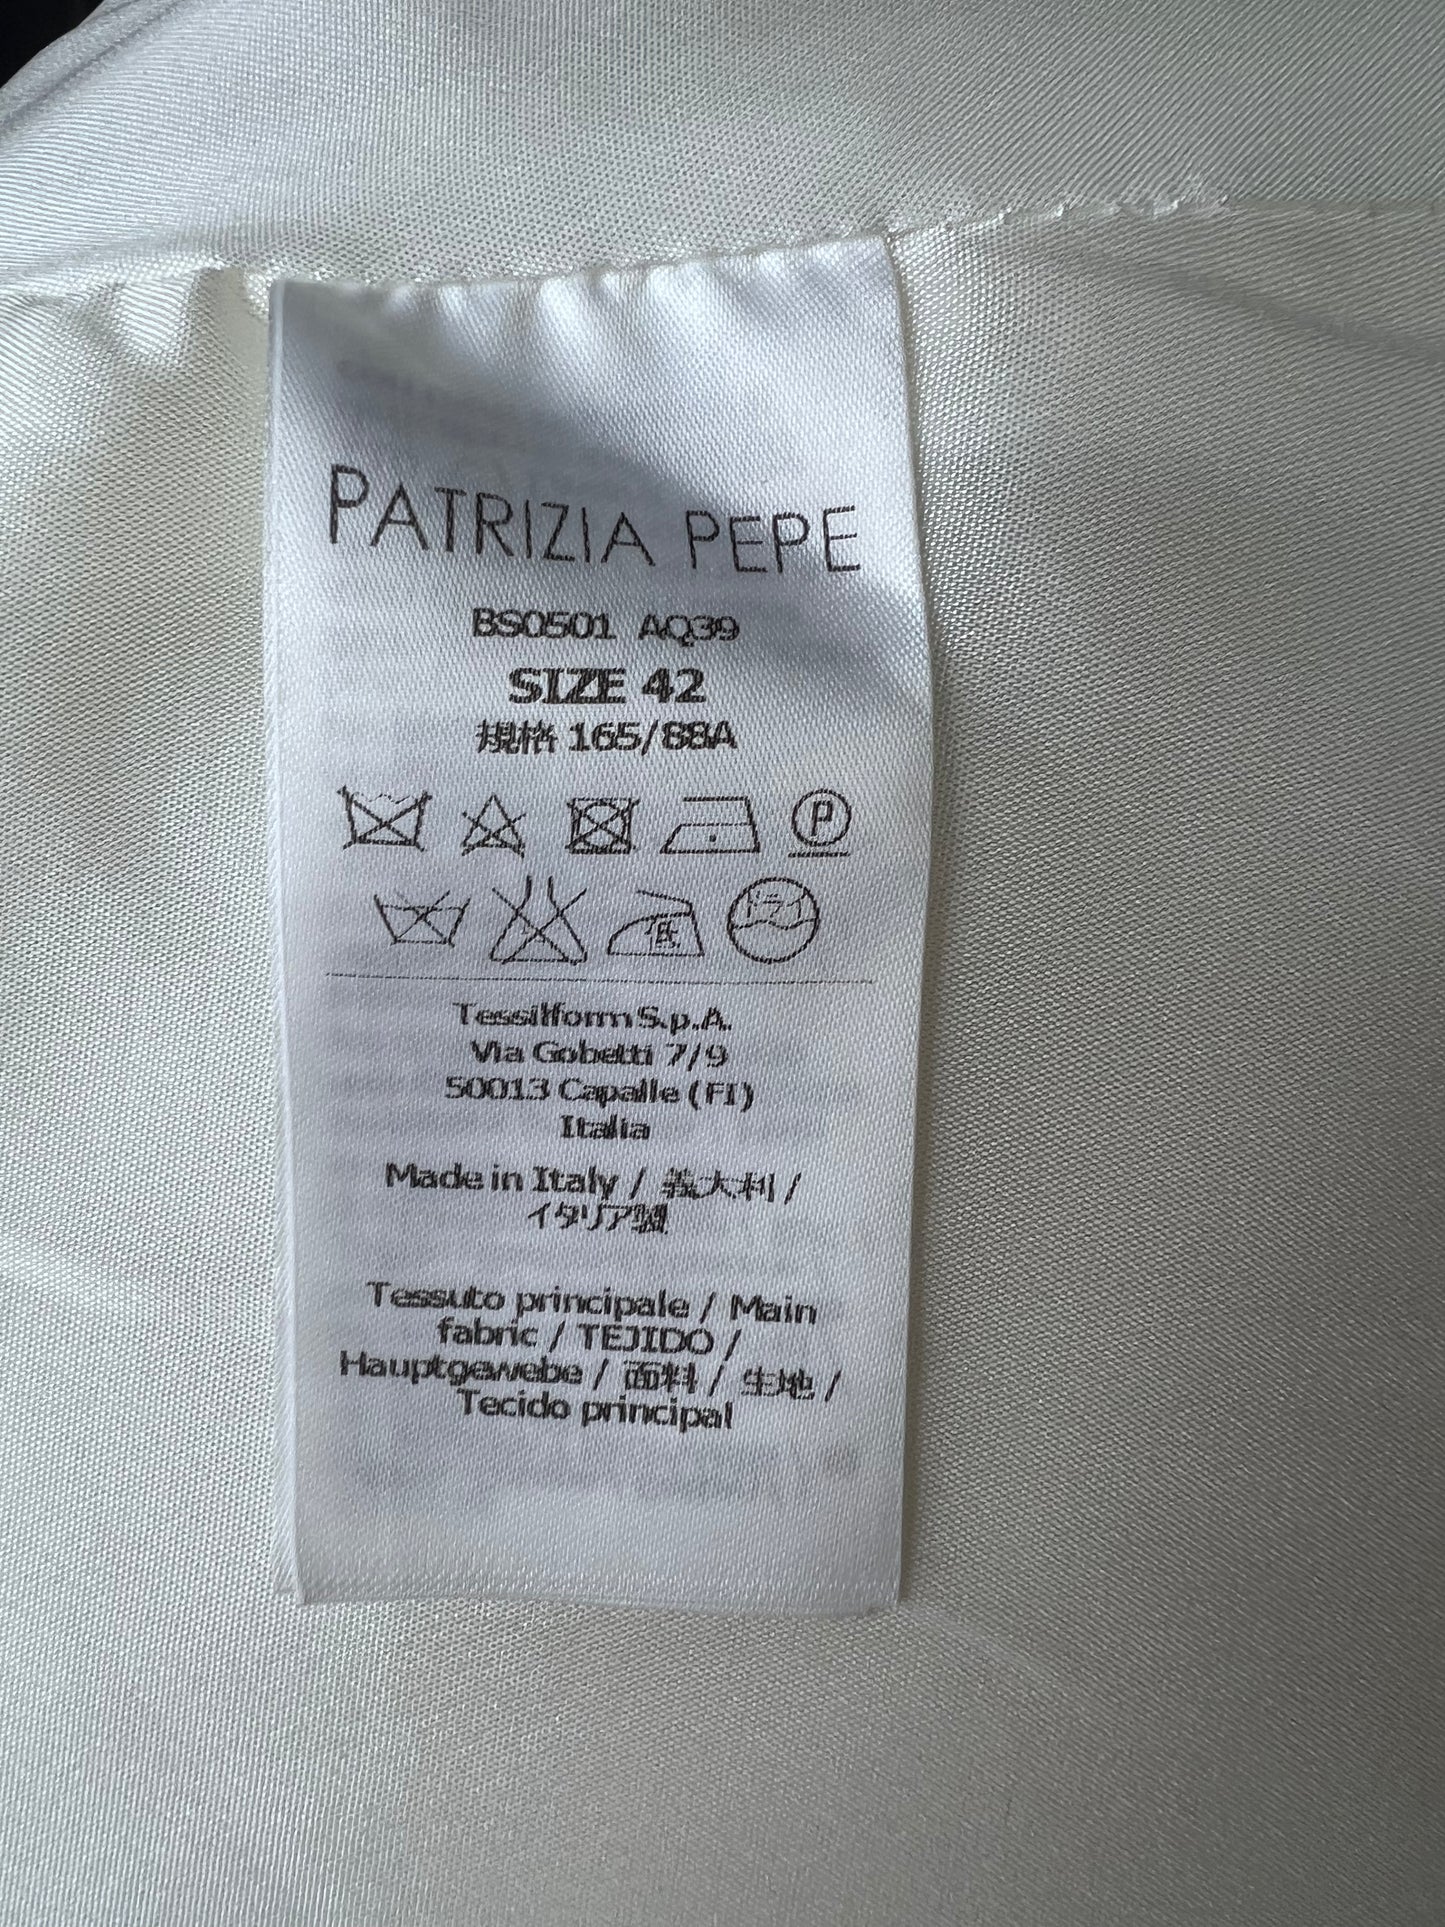 PATRIZIA PEPE
BS0501 AQ39
SIZE 42
規格 165/88A
P
Tessilform S.p.A.
Via Gobetti 7/9
50013 Capalle (FI)
Italia
Made in Italy / 義大利 /
イタリア製
Tessuto principale / Main
fabric / TEJIDO /
Hauptgewebe / 面料 / 生地 /
Tecido principal